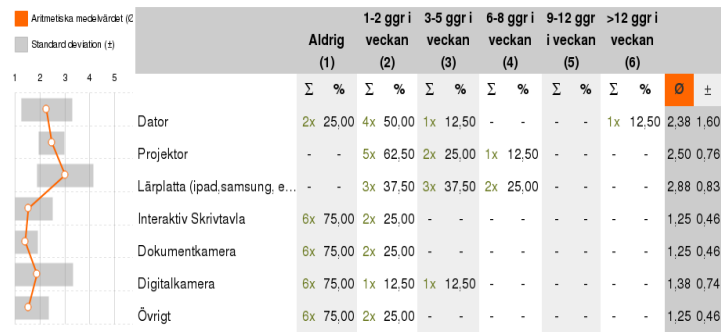 Aritmetiska medelvärdet (Ø
Standard deviation (±)
1 2 3 4 5
Aldrig (1) 1-2 ggr i veckan (2) 3-5 ggr i veckan (3) 6-8 ggr i veckan (4) 9-12 ggr i veckan (5) >12 ggr i veckan (6)
Σ % Σ % Σ % Σ % Σ % Σ % Ø ±
Dator 2x 25,00 4x 50,00 1x 12,50 - - - - 1x 12,50 2,38 1,60
Projektor - - 5x 62,50 2x 25,00 1x 12,50 - - - - 2,50 0,76
Lärplatta (ipad,samsung, e... - - 3x 37,50 3x 37,50 2x 25,00 - - - - 2,88 0,83
Interaktiv Skrivtavla 6x 75,00 2x 25,00 - - - - - - - - 1,25 0,46
Dokumentkamera 6x 75,00 2x 25,00 - - - - - - - - 1,25 0,46
Digitalkamera 6x 75,00 1x 12,50 1x 12,50 - - - - - - 1,38 0,74
Övrigt 6x 75,00 2x 25,00 - - - - - - - - 1,25 0,46